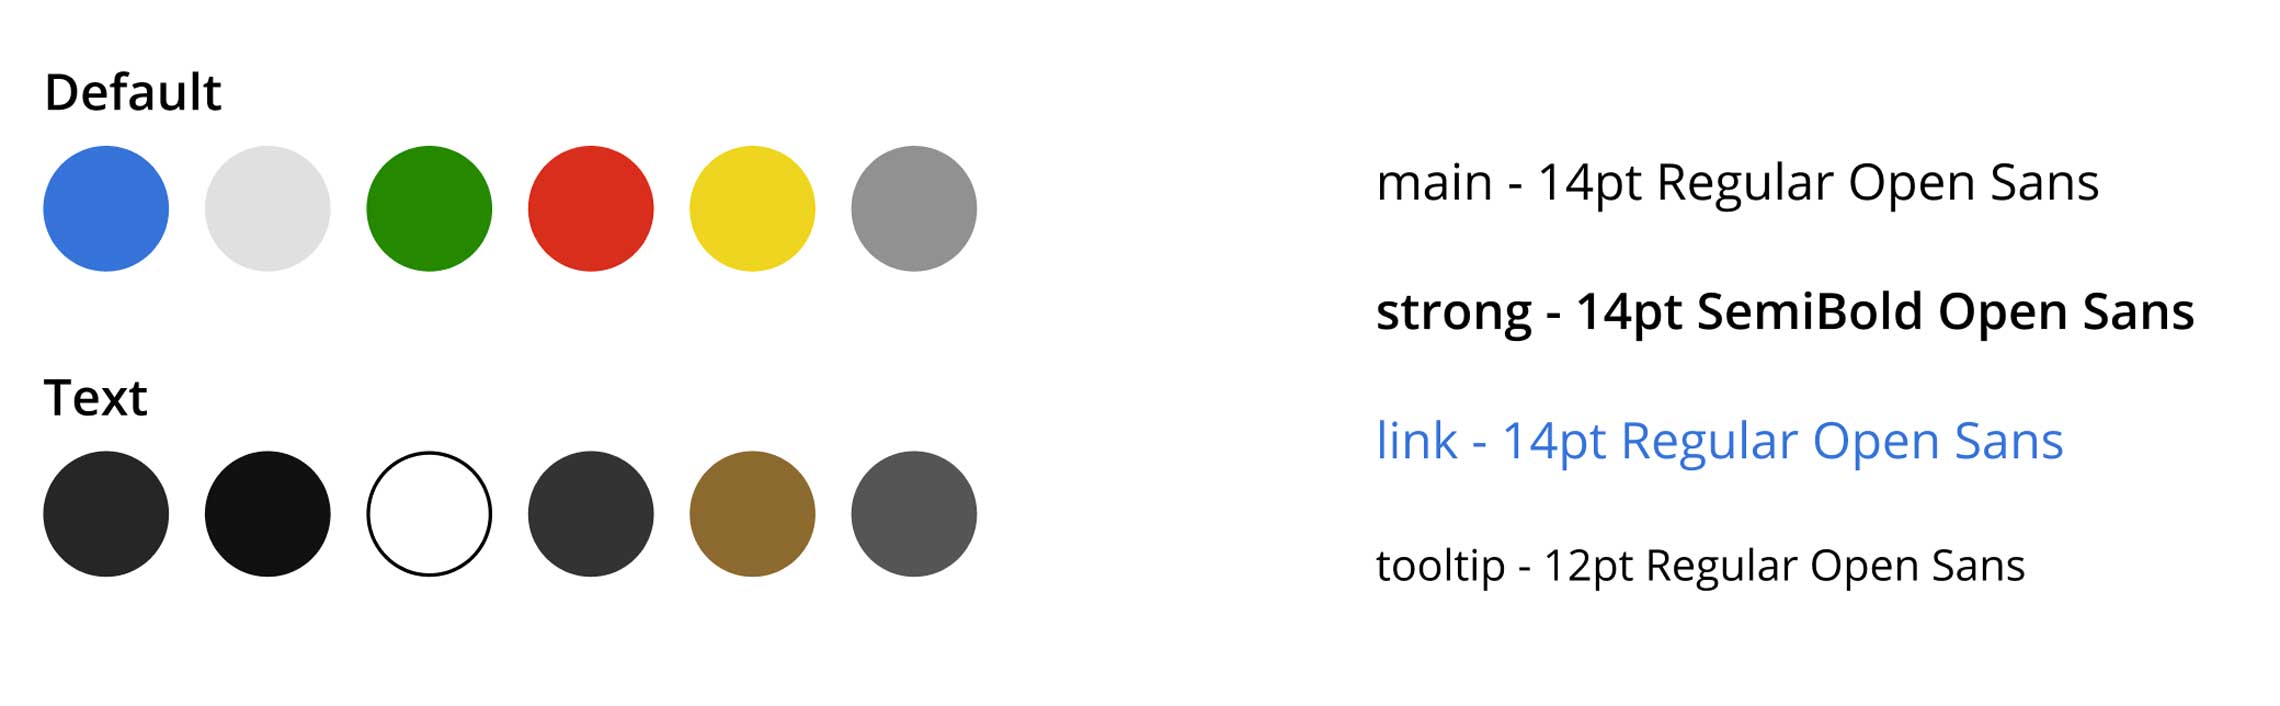 Default
Text
main - 14pt Regular Open Sans
strong - 14pt SemiBold Open Sans
link - 14pt Regular Open Sans
tooltip - 12pt Regular Open Sans